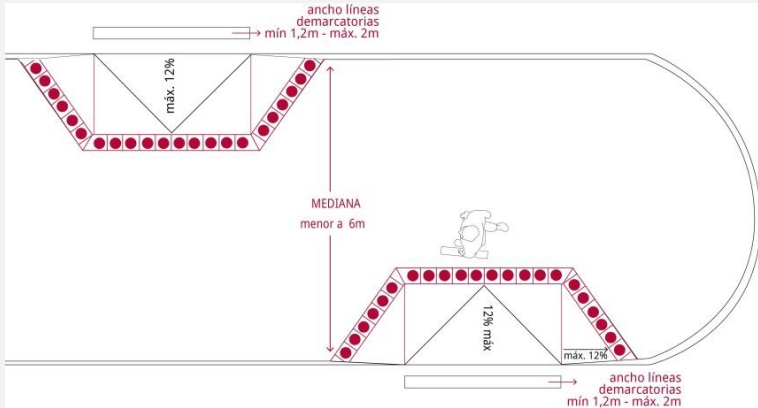 ancho líneas
demarcatorias
mín 1,2m - máx. 2m
máx. 12%
MEDIANA
menor a 6m
12% máx
máx. 12%
ancho líneas
demarcatorias
mín 1,2m - máx. 2m